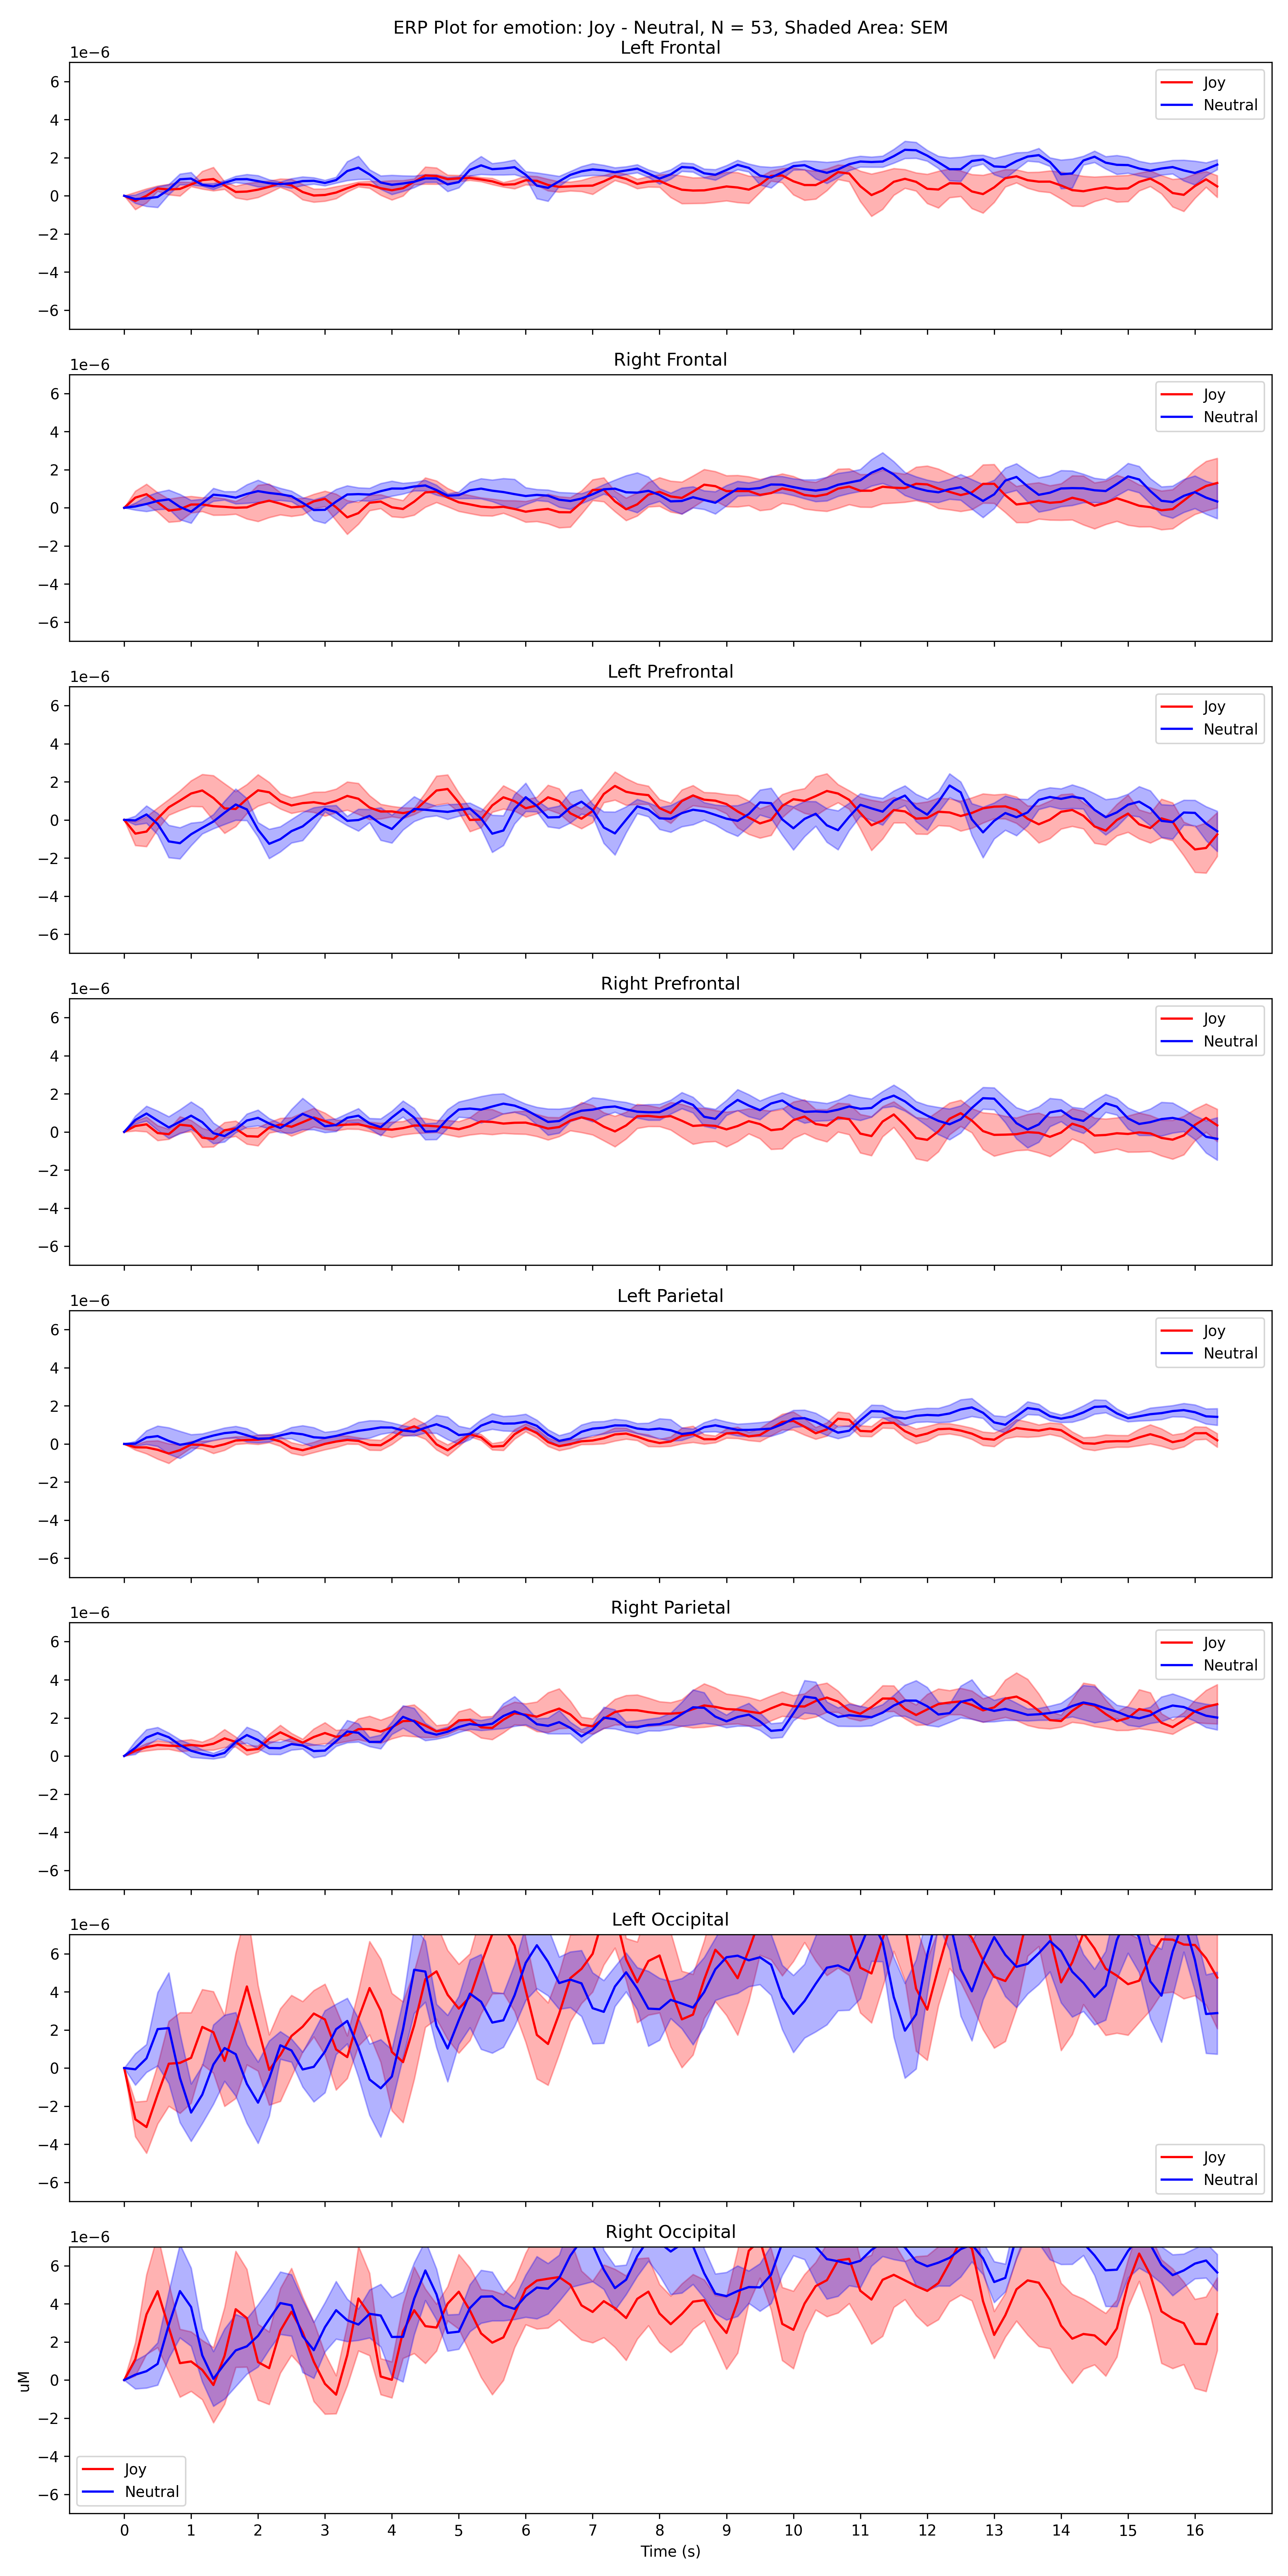 ERP Plot for emotion: Joy - Neutral, N = 53, Shaded Area: SEM
Left Frontal
1e−6
6
4
2
0
−2
−4
−6
Joy
Neutral
Right Frontal
1e−6
6
4
2
0
−2
−4
−6
Joy
Neutral
Left Prefrontal
1e−6
6
4
2
0
−2
−4
−6
Joy
Neutral
Right Prefrontal
1e−6
6
4
2
0
−2
−4
−6
Joy
Neutral
Left Parietal
1e−6
6
4
2
0
−2
−4
−6
Joy
Neutral
Right Parietal
1e−6
6
4
2
0
−2
−4
−6
Joy
Neutral
Left Occipital
1e−6
6
4
2
0
−2
−4
−6
Joy
Neutral
Right Occipital
1e−6
6
4
2
0
−2
−4
−6
uM
Joy
Neutral
0 1 2 3 4 5 6 7 8 9 10 11 12 13 14 15 16
Time (s)